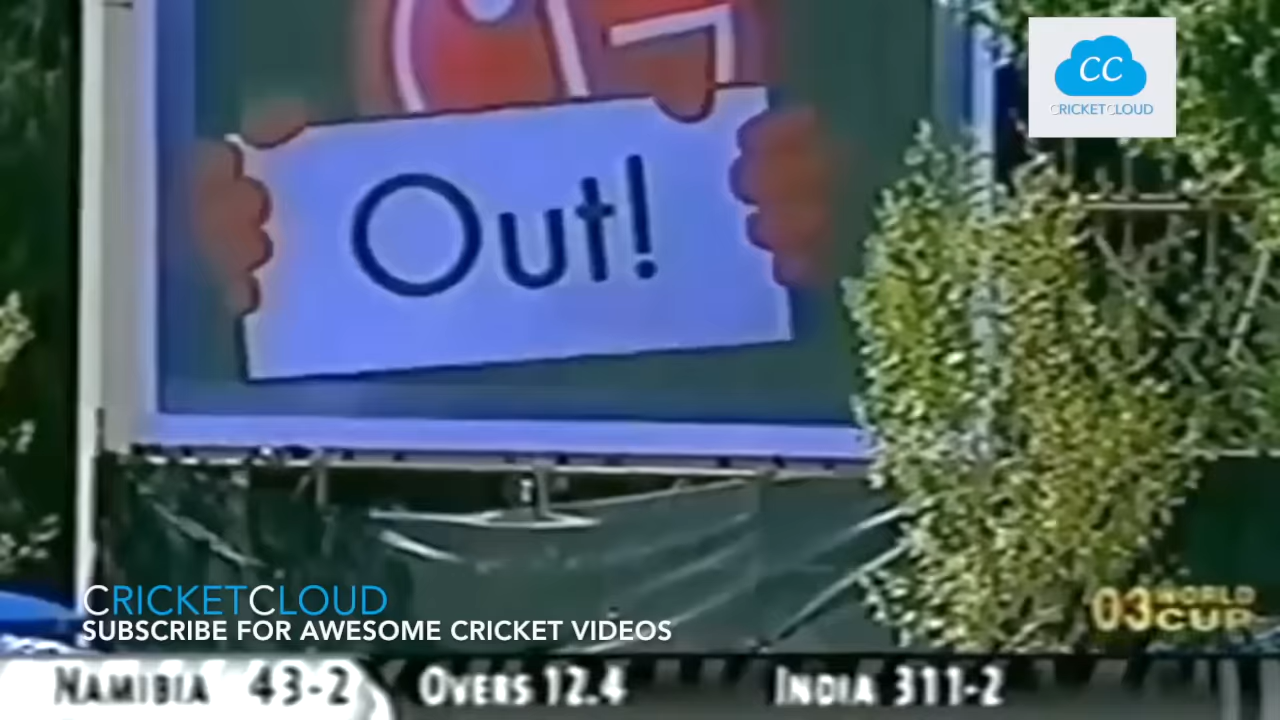 CC
CRICKETCLOUD
Out!
CRICKETCLOUD
SUBSCRIBE FOR AWESOME CRICKET VIDEOS
03 WORLD
CUP
NAMIBIA 43-2 OVERS 12.4 INDIA 311-2